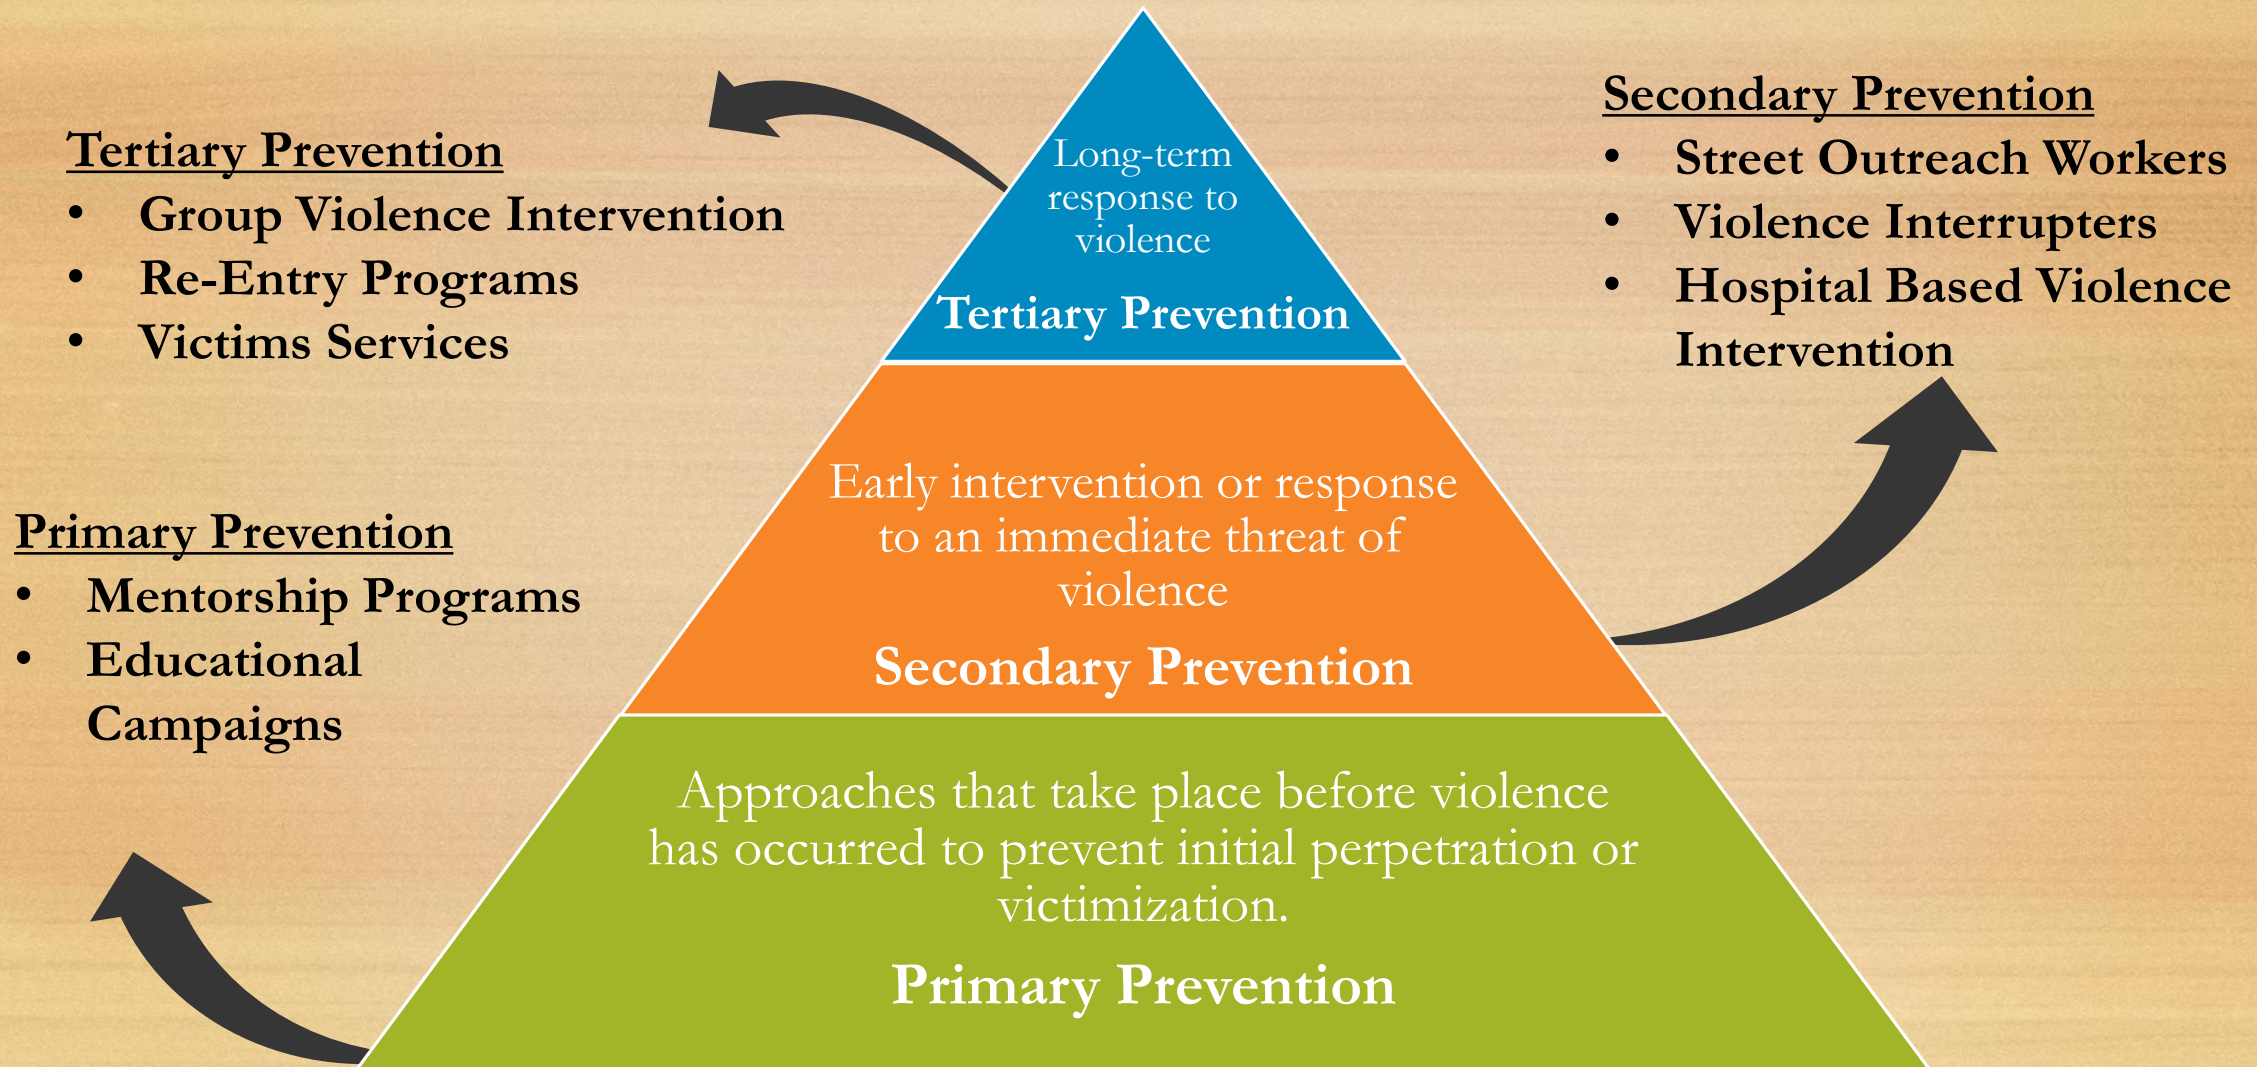 Tertiary Prevention
• Group Violence Intervention
• Re-Entry Programs
• Victims Services
Primary Prevention
• Mentorship Programs
• Educational
Campaigns
Long-term
response to
violence
Tertiary Prevention
Early intervention or response
to an immediate threat of
violence
Secondary Prevention
Approaches that take place before violence
has occurred to prevent initial perpetration or
victimization.
Primary Prevention
Secondary Prevention
• Street Outreach Workers
• Violence Interrupters
• Hospital Based Violence
Intervention